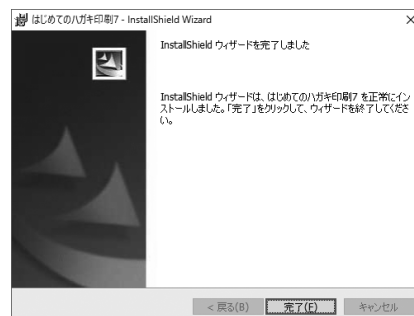 はじめてのハガキ印刷7 - InstallShield Wizard
InstallShield ウィザードを完了しました
InstallShield ウィザードは、はじめてのハガキ印刷7 を正常にイン
ストールしました。「完了」をクリックして、ウィザードを終了してくださ
い。
< 戻る(B) 完了(F) キャンセル